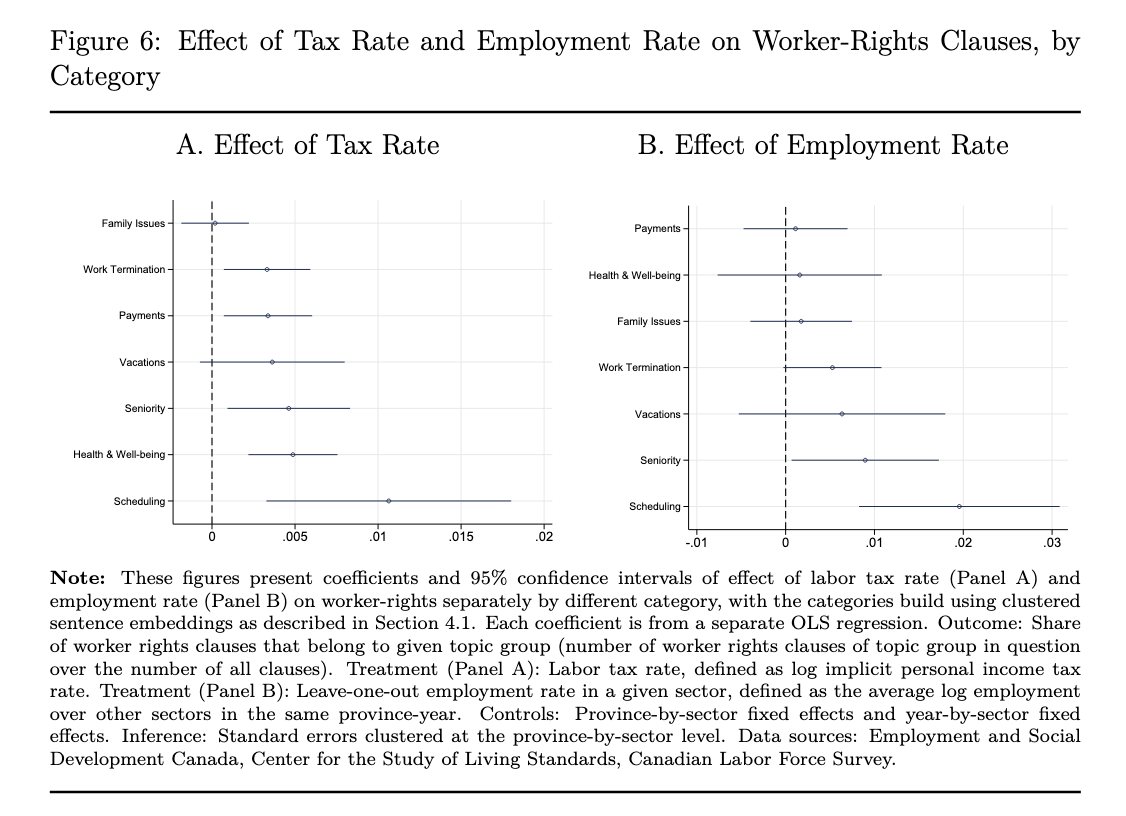 Figure 6: Effect of Tax Rate and Employment Rate on Worker-Rights Clauses, by
Category
A. Effect of Tax Rate
Family Issues
Work Termination
Payments
Vacations
Seniority
Health & Well-being
Scheduling
0 .005 .01 .015 .02
B. Effect of Employment Rate
Payments
Health & Well-being
Family Issues
Work Termination
Vacations
Seniority
Scheduling
-.01 0 .01 .02 .03
Note: These figures present coefficients and 95% confidence intervals of effect of labor tax rate (Panel A) and
employment rate (Panel B) on worker-rights separately by different category, with the categories build using clustered
sentence embeddings as described in Section 4.1. Each coefficient is from a separate OLS regression. Outcome: Share
of worker rights clauses that belong to given topic group (number of worker rights clauses of topic group in question
over the number of all clauses). Treatment (Panel A): Labor tax rate, defined as log implicit personal income tax
rate. Treatment (Panel B): Leave-one-out employment rate in a given sector, defined as the average log employment
over other sectors in the same province-year. Controls: Province-by-sector fixed effects and year-by-sector fixed
effects. Inference: Standard errors clustered at the province-by-sector level. Data sources: Employment and Social
Development Canada, Center for the Study of Living Standards, Canadian Labor Force Survey.